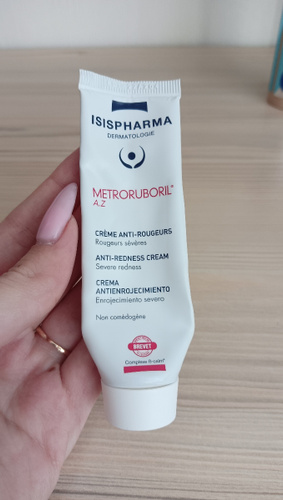 ISISPHARMA
DERMATOLOGIE
METRORUBORIL®
A.Z
CRÈME ANTI-ROUGEURS
Rougeurs sévères
ANTI-REDNESS CREAM
Severe redness
CREMA
ANTIENROJECIMIENTO
Enrojecimiento severo
Non comédogène
BREVET